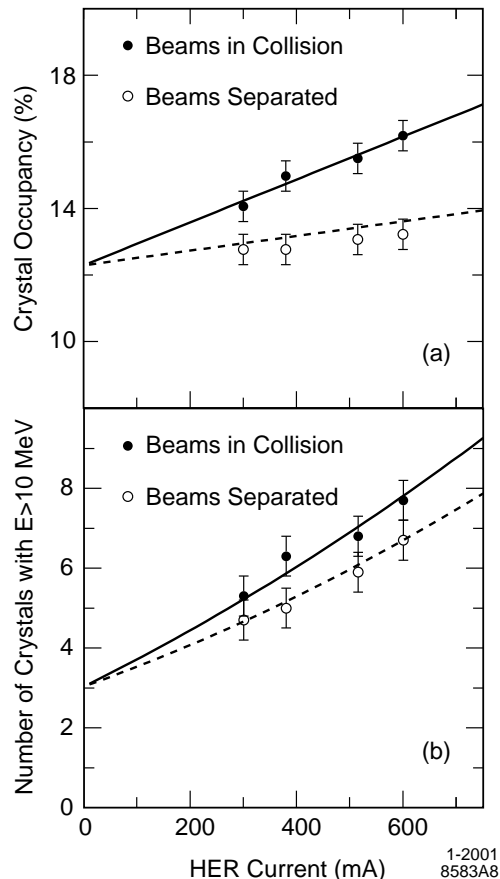 Crystal Occupancy (%)
18
14
10
Beams in Collision
Beams Separated
(a)
Number of Crystals with E>10 MeV
8
6
4
2
0
Beams in Collision
Beams Separated
(b)
0 200 400 600
HER Current (mA)
1-2001
8583A8